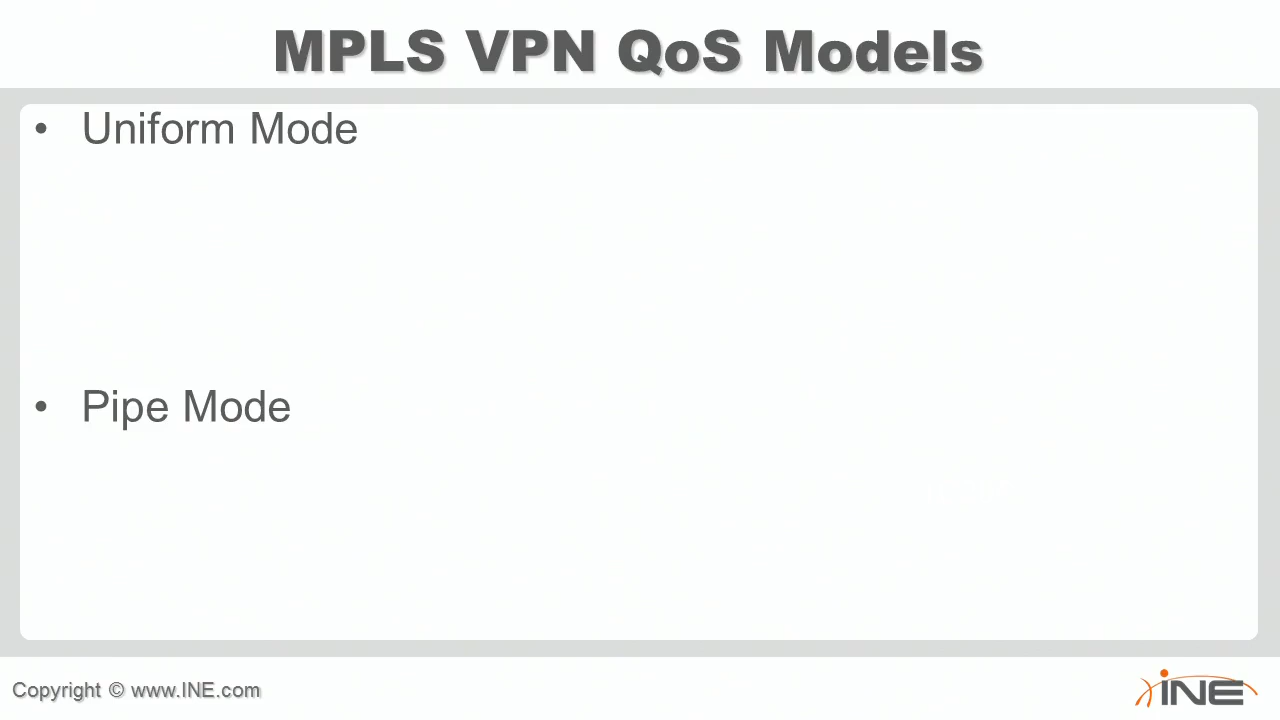 MPLS VPN QoS Models
• Uniform Mode
• Pipe Mode
Copyright © www.INE.com
INE